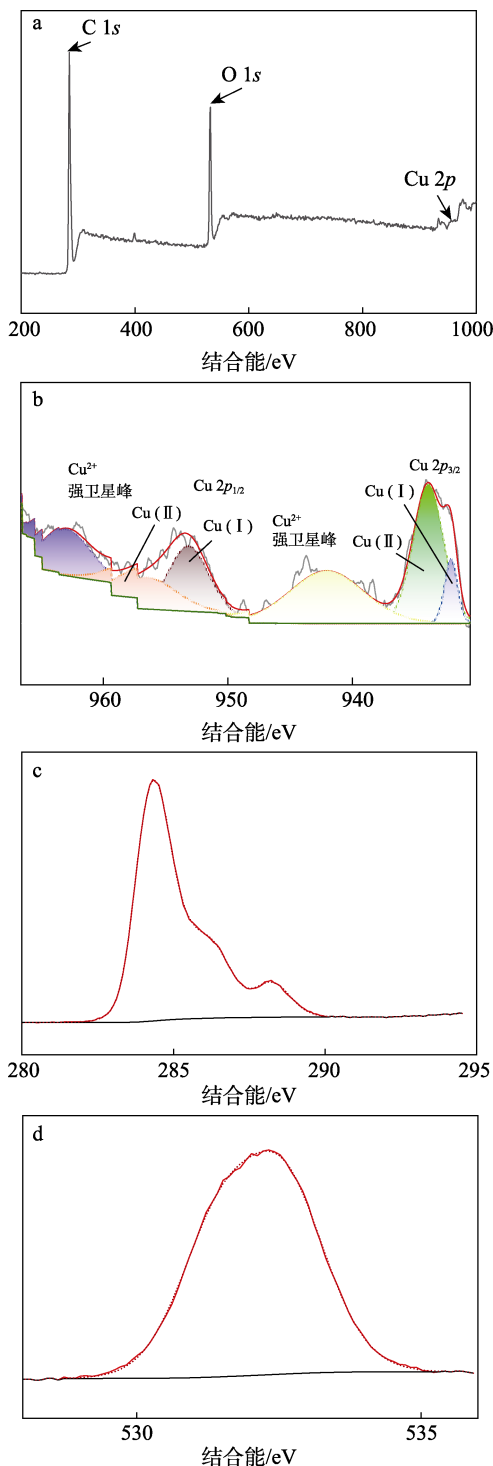 a
C 1s
O 1s
Cu 2p
200 400 600 800 1000
结合能/eV
b
Cu²⁺
强卫星峰
Cu 2p₁/₂
Cu(Ⅱ)
Cu(Ⅰ)
Cu²⁺
强卫星峰
Cu 2p₃/₂
Cu(Ⅰ)
Cu(Ⅱ)
960 950 940
结合能/eV
c
280 285 290 295
结合能/eV
d
530 535
结合能/eV